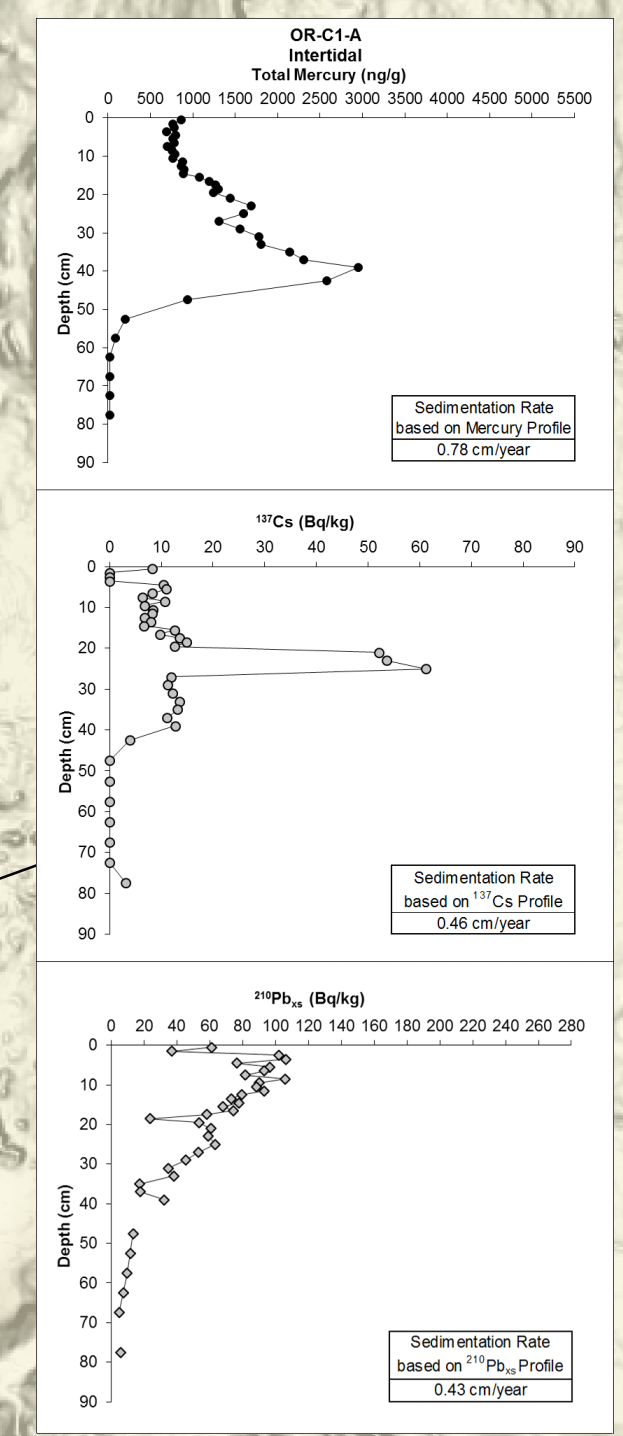 OR-C1-A
Intertidal
Total Mercury (ng/g)
0 500 1000 1500 2000 2500 3000 3500 4000 4500 5000 5500
0
10
20
30
40
50
60
70
80
90
Depth (cm)
Sedimentation Rate
based on Mercury Profile
0.78 cm/year
¹³⁷Cs (Bq/kg)
0 10 20 30 40 50 60 70 80 90
0
10
20
30
40
50
60
70
80
90
Depth (cm)
Sedimentation Rate
based on ¹³⁷Cs Profile
0.46 cm/year
²¹⁰Pbₓₛ (Bq/kg)
0 20 40 60 80 100 120 140 160 180 200 220 240 260 280
0
10
20
30
40
50
60
70
80
90
Depth (cm)
Sedimentation Rate
based on ²¹⁰Pbₓₛ Profile
0.43 cm/year